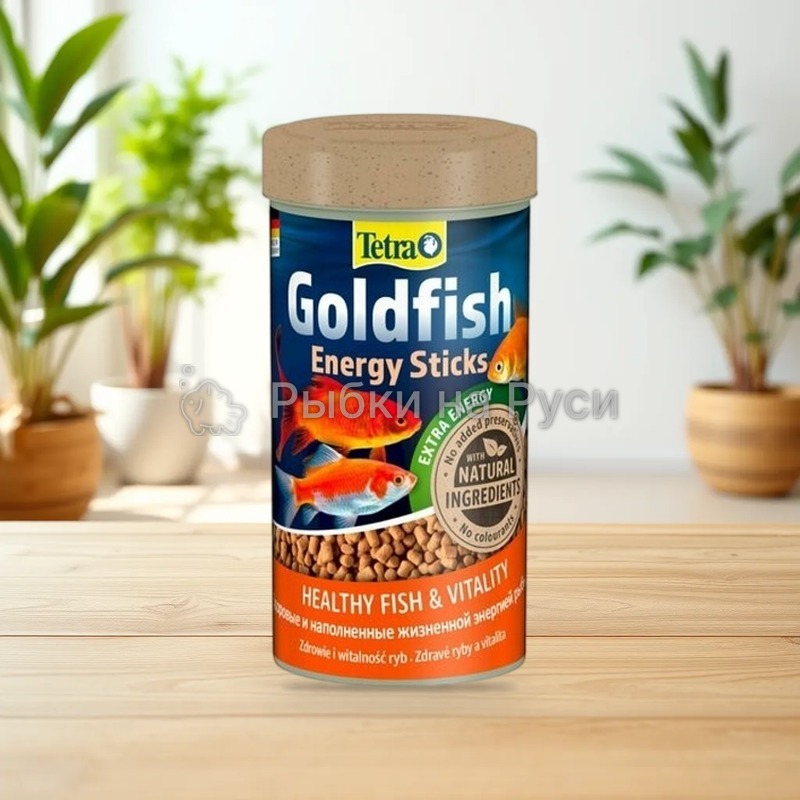 Tetra
Goldfish
Energy Sticks
Рыбки на Руси
EXTRA ENERGY
No added preservatives
WITH
NATURAL
INGREDIENTS
No colourants
HEALTHY FISH & VITALITY
и наполненные жизненной энергией
Zdrowie i witalność ryb . Zdravé ryby a vitalita